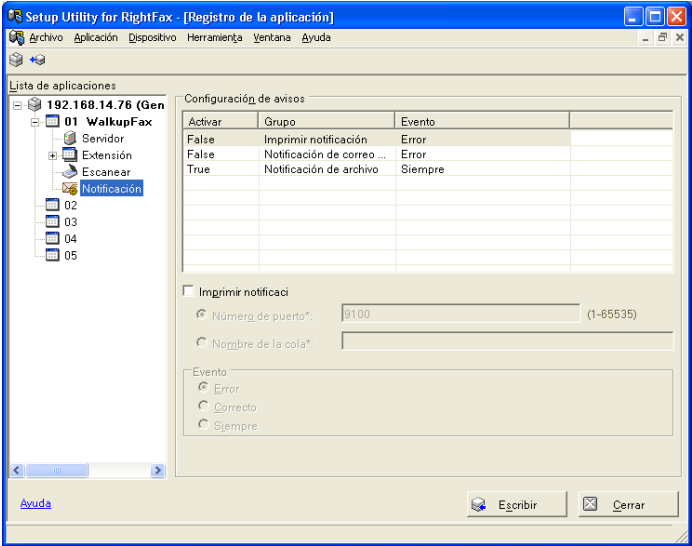 Setup Utility for RightFax - [Registro de la aplicación]
Archivo Aplicación Dispositivo Herramienta Ventana Ayuda
Lista de aplicaciones
192.168.14.76 (Gen
01 WalkupFax
Servidor
Extensión
Escanear
Notificación
02
03
04
05
Configuración de avisos
Activar Grupo Evento
False Imprimir notificación Error
False Notificación de correo ... Error
True Notificación de archivo Siempre
Imprimir notificaci
Número de puerto*: 9100 (1-65535)
Nombre de la cola*:
Evento
Error
Correcto
Siempre
Ayuda
Escribir
Cerrar